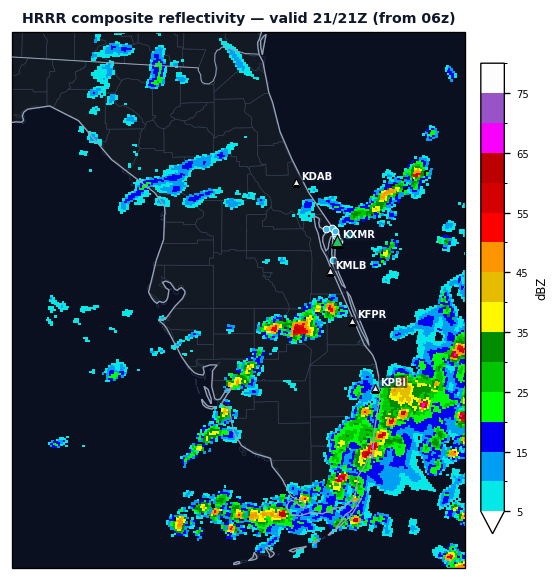 HRRR composite reflectivity — valid 21/21Z (from 06z)
KDAB
KXMR
KMLB
KFPR
KPBI
75
65
55
45
35
25
15
5
dBZ